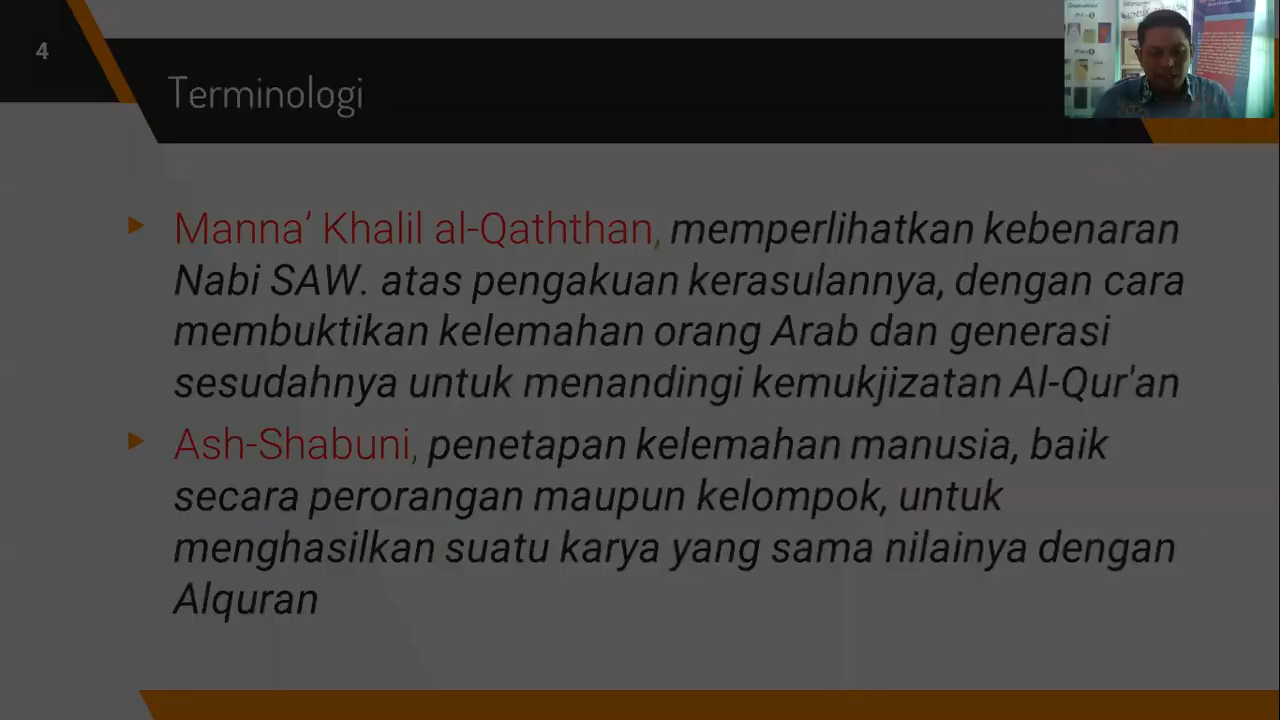 4
Terminologi
Manna’ Khalil al-Qaththan, memperlihatkan kebenaran
Nabi SAW. atas pengakuan kerasulannya, dengan cara
membuktikan kelemahan orang Arab dan generasi
sesudahnya untuk menandingi kemukjizatan Al-Qur'an
Ash-Shabuni, penetapan kelemahan manusia, baik
secara perorangan maupun kelompok, untuk
menghasilkan suatu karya yang sama nilainya dengan
Alquran